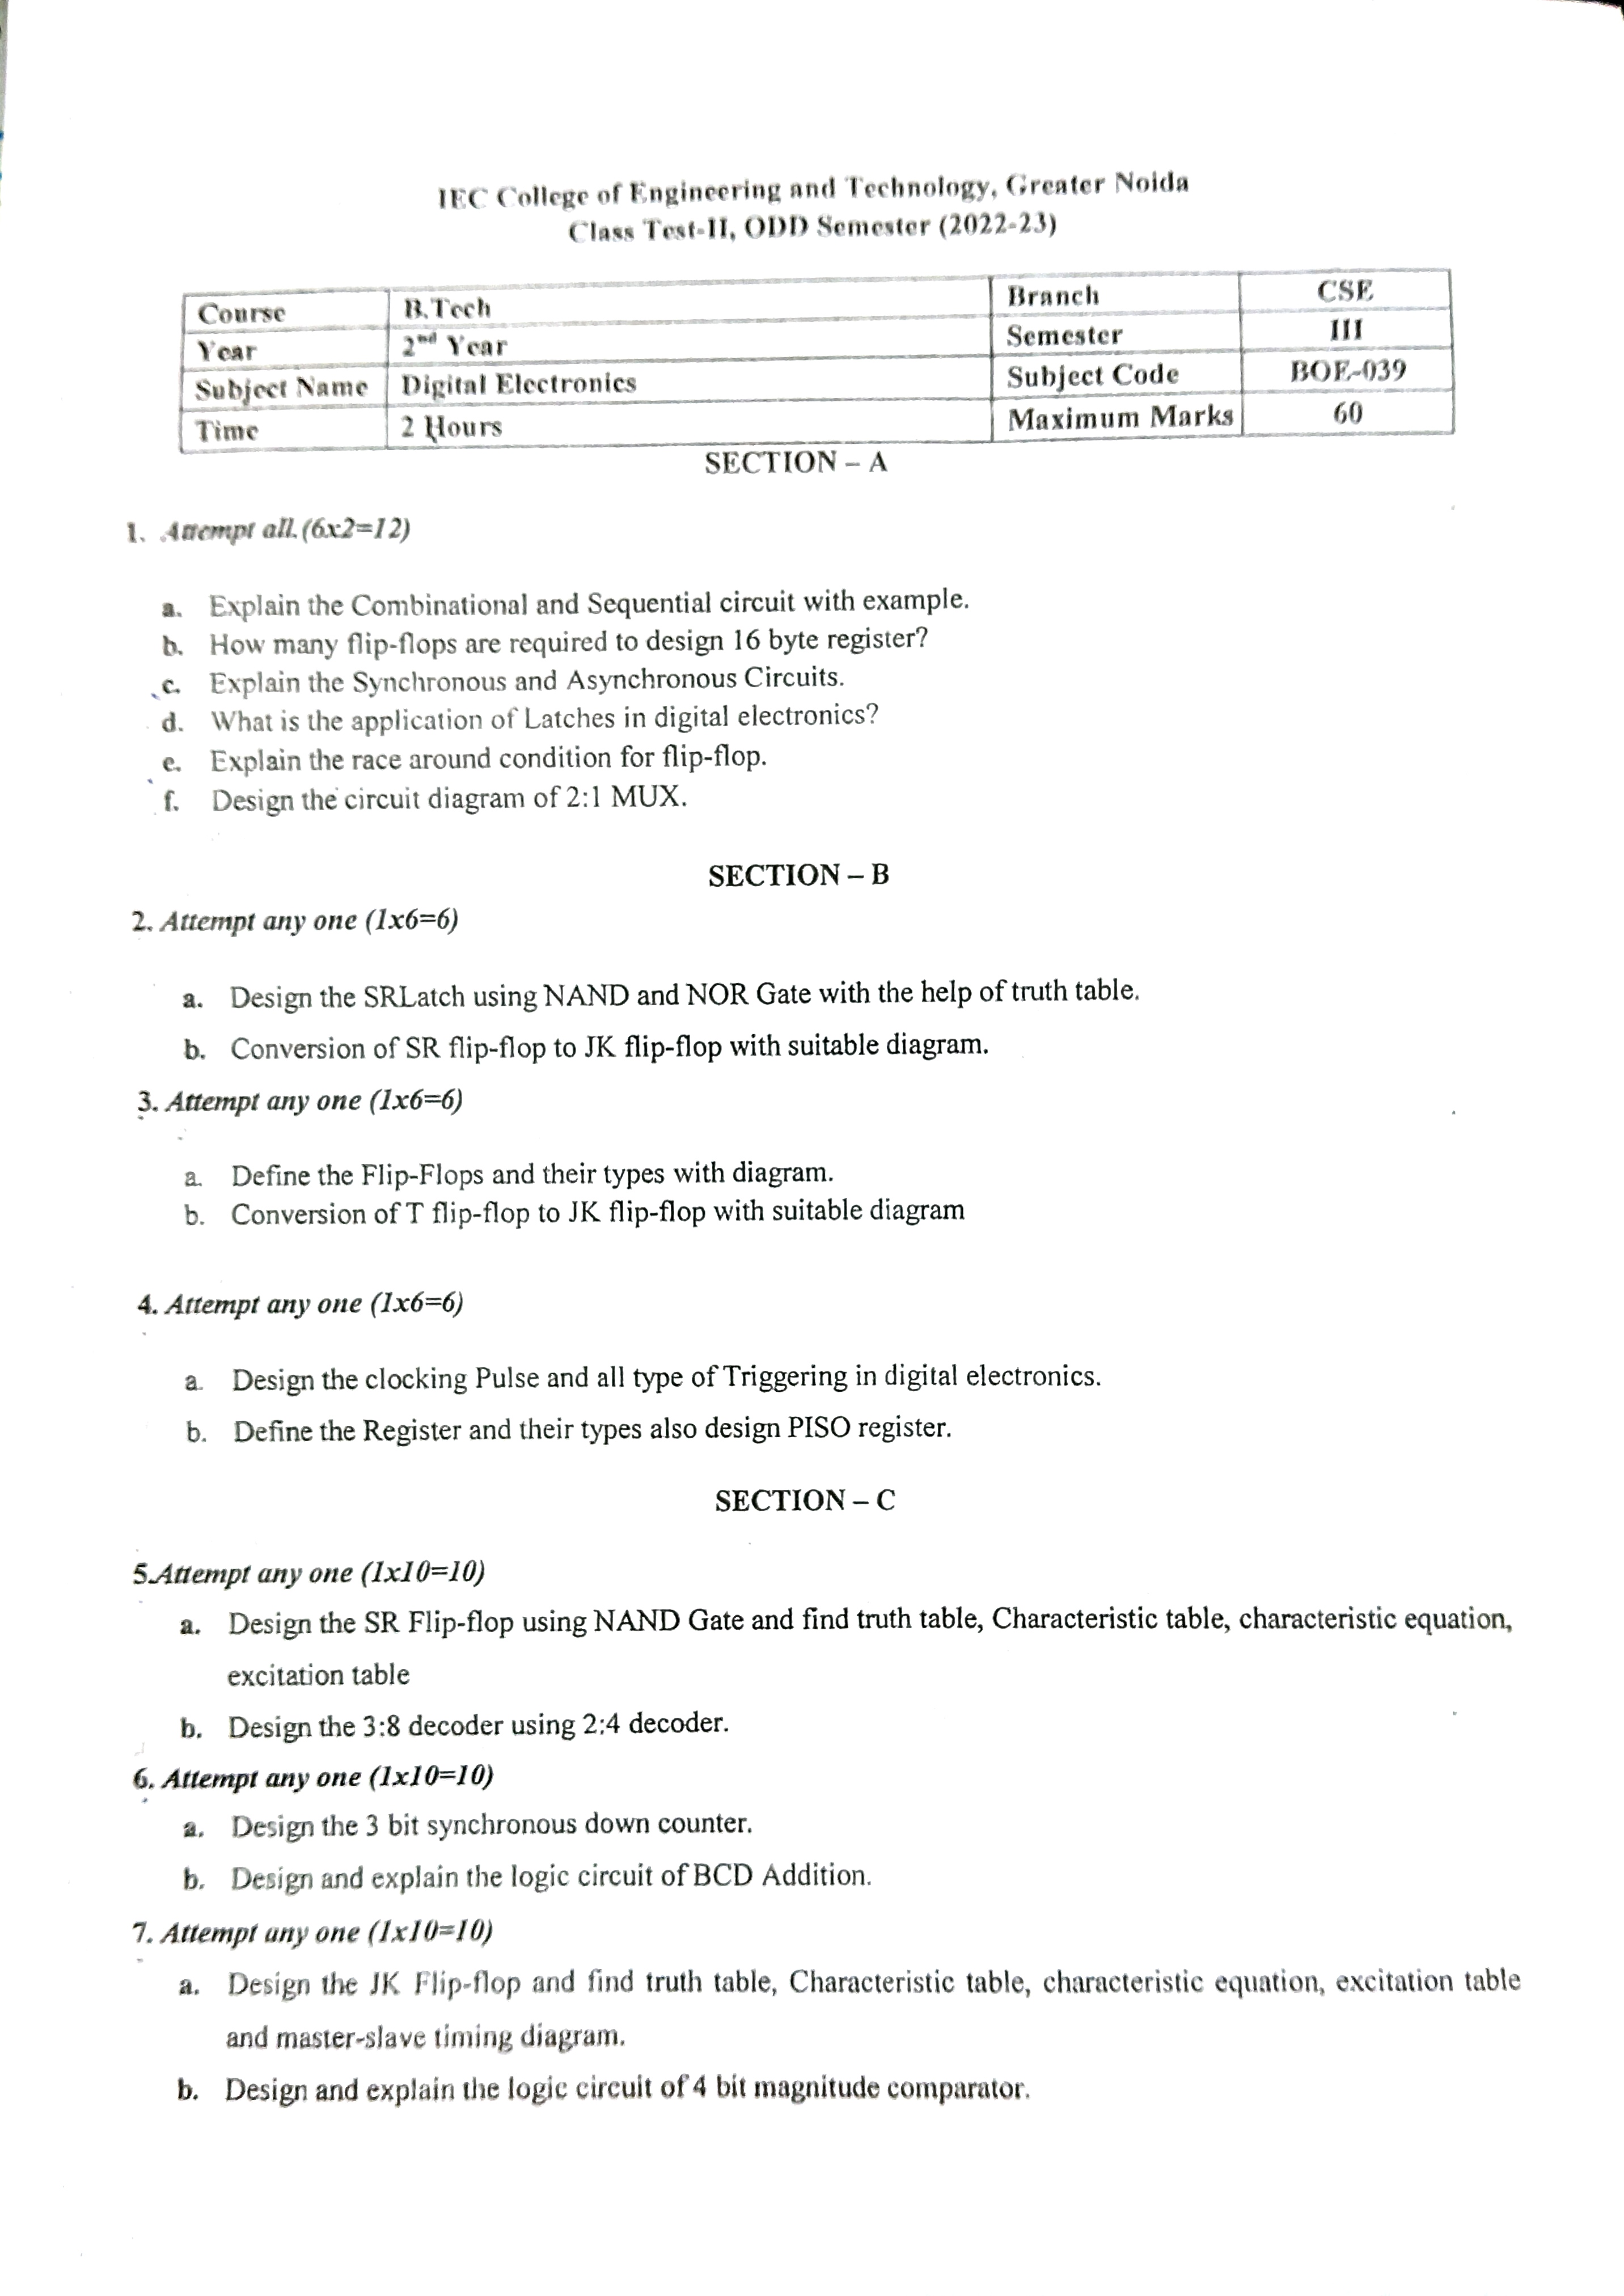 IEC College of Engineering and Technology, Greater Noida
Class Test-II, ODD Semester (2022-23)
Course B.Tech Branch CSE
Year 2nd Year Semester III
Subject Name Digital Electronics Subject Code BOE-039
Time 2 Hours Maximum Marks 60
SECTION – A
1. Attempt all. (6x2=12)
a. Explain the Combinational and Sequential circuit with example.
b. How many flip-flops are required to design 16 byte register?
c. Explain the Synchronous and Asynchronous Circuits.
d. What is the application of Latches in digital electronics?
e. Explain the race around condition for flip-flop.
f. Design the circuit diagram of 2:1 MUX.
SECTION – B
2. Attempt any one (1x6=6)
a. Design the SRLatch using NAND and NOR Gate with the help of truth table.
b. Conversion of SR flip-flop to JK flip-flop with suitable diagram.
3. Attempt any one (1x6=6)
a. Define the Flip-Flops and their types with diagram.
b. Conversion of T flip-flop to JK flip-flop with suitable diagram
4. Attempt any one (1x6=6)
a. Design the clocking Pulse and all type of Triggering in digital electronics.
b. Define the Register and their types also design PISO register.
SECTION – C
5.Attempt any one (1x10=10)
a. Design the SR Flip-flop using NAND Gate and find truth table, Characteristic table, characteristic equation,
excitation table
b. Design the 3:8 decoder using 2:4 decoder.
6. Attempt any one (1x10=10)
a. Design the 3 bit synchronous down counter.
b. Design and explain the logic circuit of BCD Addition.
7. Attempt any one (1x10=10)
a. Design the JK Flip-flop and find truth table, Characteristic table, characteristic equation, excitation table
and master-slave timing diagram.
b. Design and explain the logic circuit of 4 bit magnitude comparator.